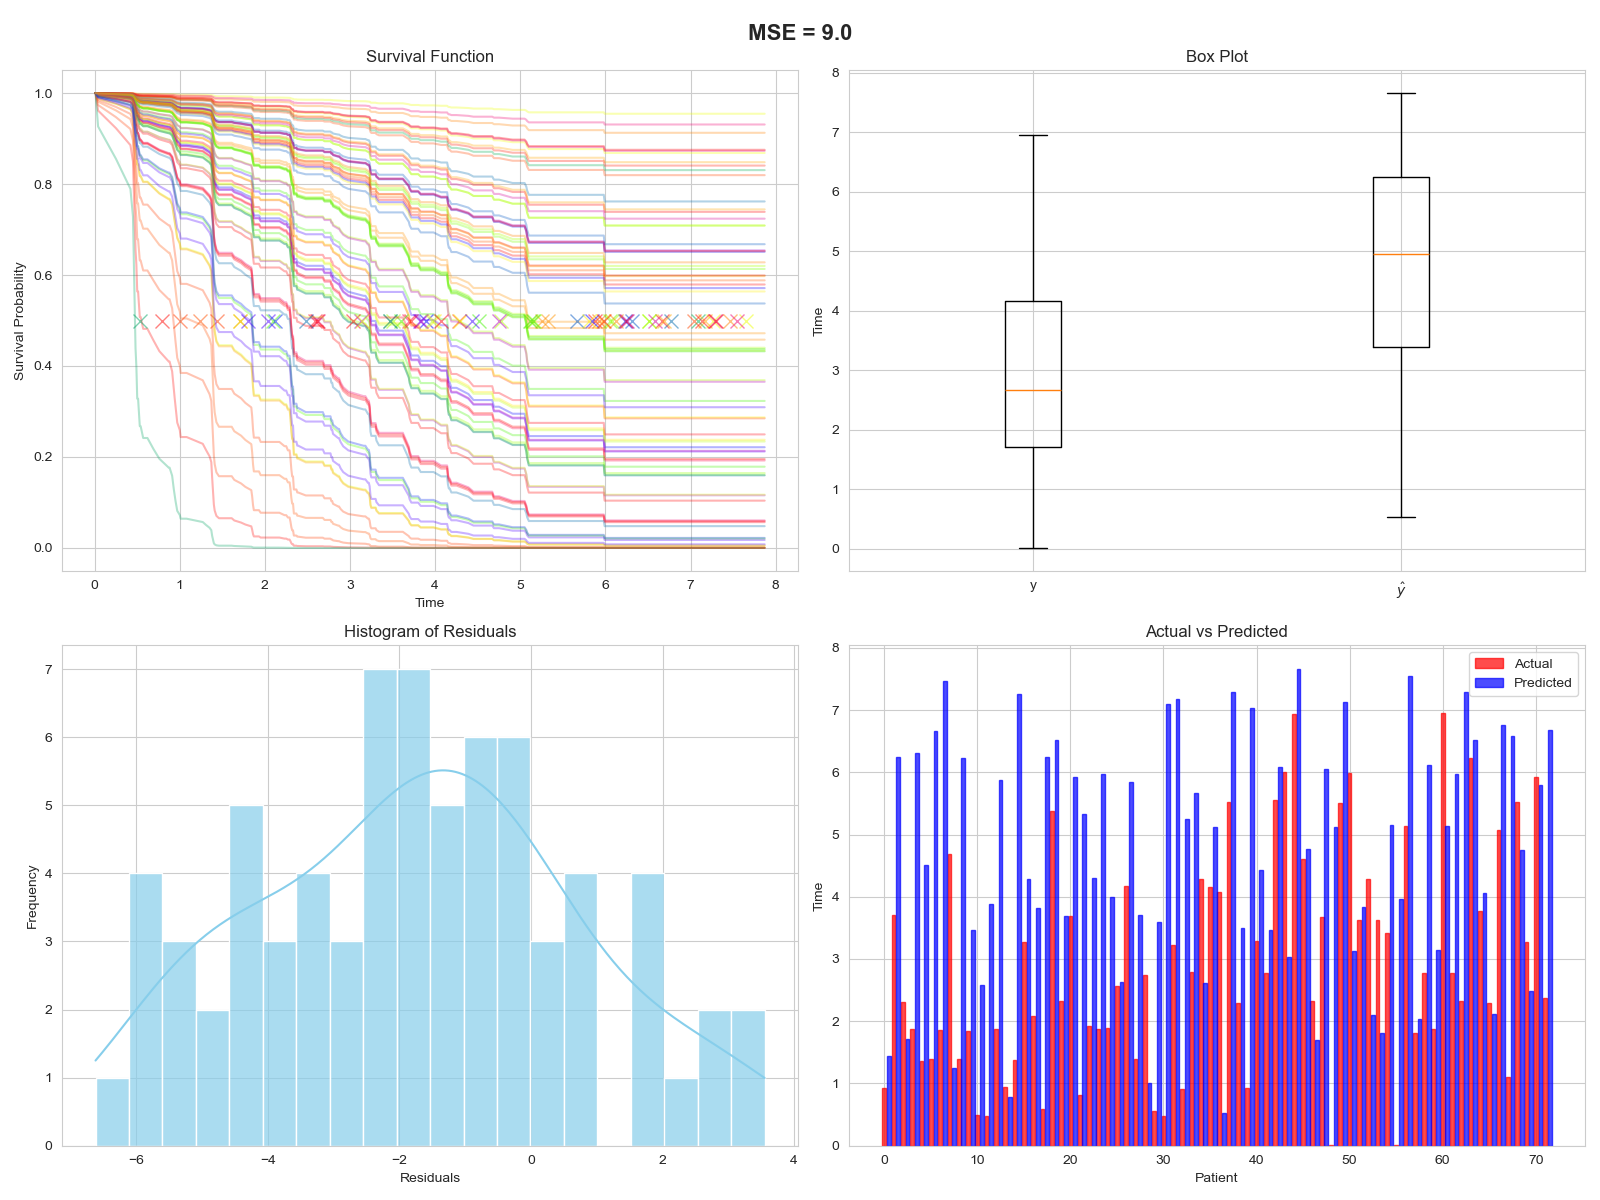 MSE = 9.0
Survival Function
Survival Probability
1.0
0.8
0.6
0.4
0.2
0.0
0 1 2 3 4 5 6 7 8
Time
Box Plot
Time
8
7
6
5
4
3
2
1
0
y ŷ
Histogram of Residuals
Frequency
7
6
5
4
3
2
1
0
−6 −4 −2 0 2 4
Residuals
Actual vs Predicted
Actual
Predicted
Time
8
7
6
5
4
3
2
1
0
0 10 20 30 40 50 60 70
Patient